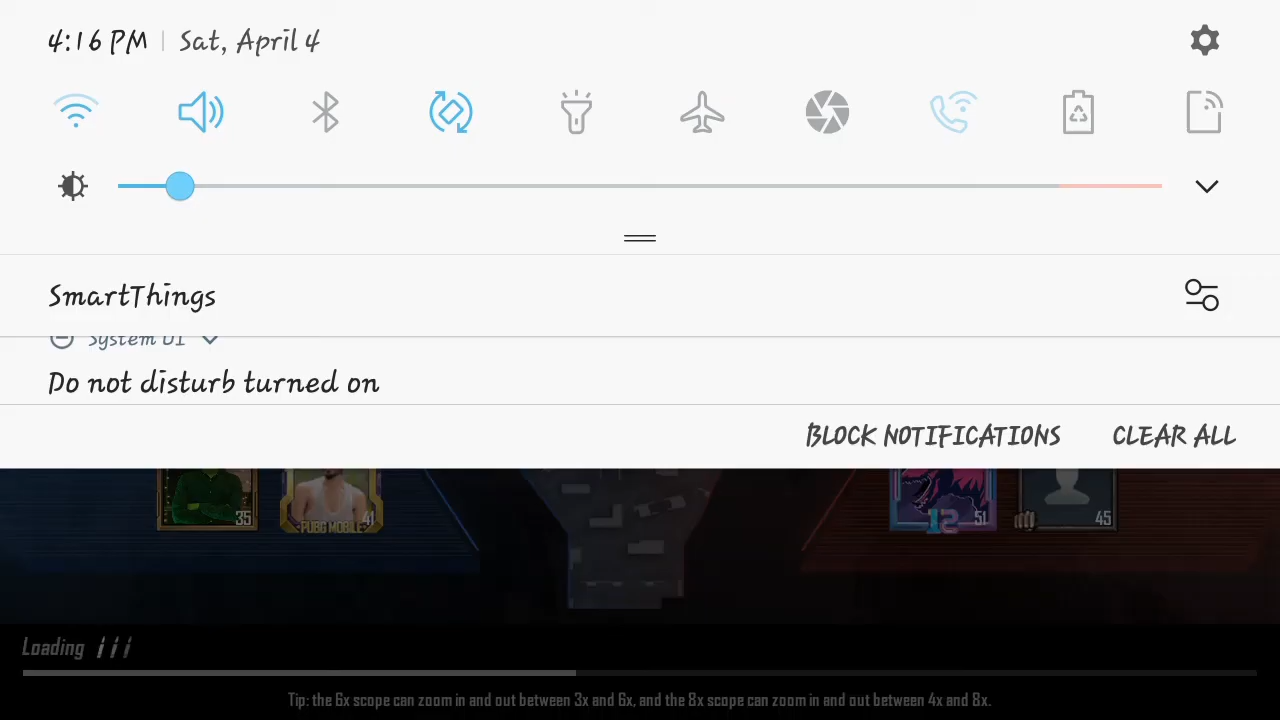 4:16 PM | Sat, April 4
SmartThings
System UI
Do not disturb turned on
BLOCK NOTIFICATIONS CLEAR ALL
35 PUBG MOBILE 41 12 51 45
Loading
Tip: the 6x scope can zoom in and out between 3x and 6x, and the 8x scope can zoom in and out between 4x and 8x.